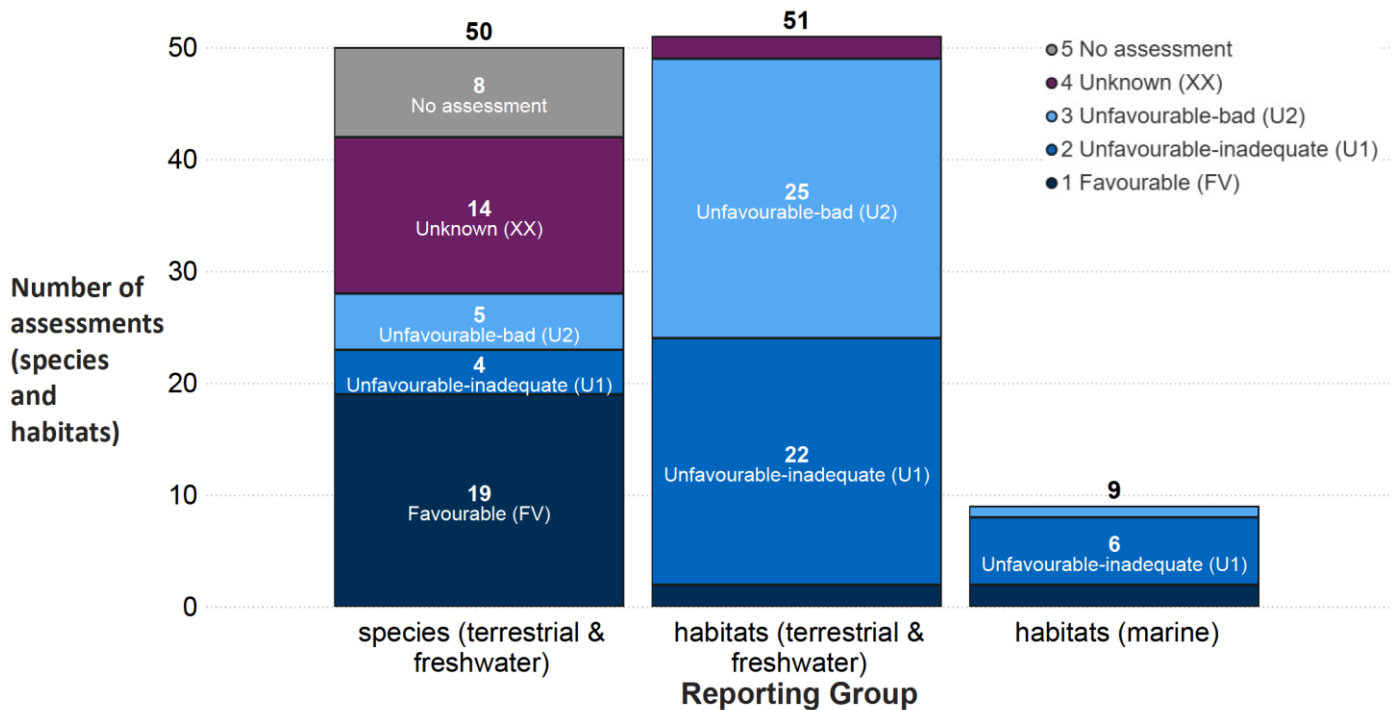 50
51
50
40
30
20
10
0
Number of
assessments
(species
and
habitats)
8
No assessment
14
Unknown (XX)
5
Unfavourable-bad (U2)
4
Unfavourable-inadequate (U1)
19
Favourable (FV)
25
Unfavourable-bad (U2)
22
Unfavourable-inadequate (U1)
9
6
Unfavourable-inadequate (U1)
5 No assessment
4 Unknown (XX)
3 Unfavourable-bad (U2)
2 Unfavourable-inadequate (U1)
1 Favourable (FV)
species (terrestrial &
freshwater)
habitats (terrestrial &
freshwater)
habitats (marine)
Reporting Group